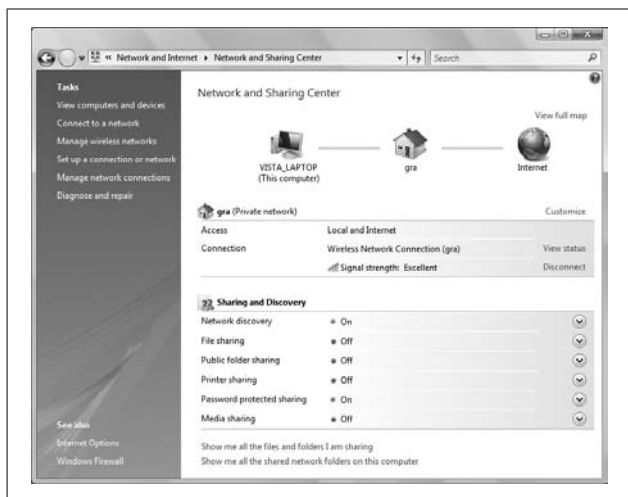 « Network and Internet ▸ Network and Sharing Center
Search
Tasks
View computers and devices
Connect to a network
Manage wireless networks
Set up a connection or network
Manage network connections
Diagnose and repair
See also
Internet Options
Windows Firewall
Network and Sharing Center
View full map
VISTA_LAPTOP
(This computer)
gra
Internet
gra (Private network)
Customize
Access Local and Internet
Connection Wireless Network Connection (gra) View status
Signal strength: Excellent Disconnect
Sharing and Discovery
Network discovery On
File sharing Off
Public folder sharing Off
Printer sharing Off
Password protected sharing On
Media sharing Off
Show me all the files and folders I am sharing
Show me all the shared network folders on this computer